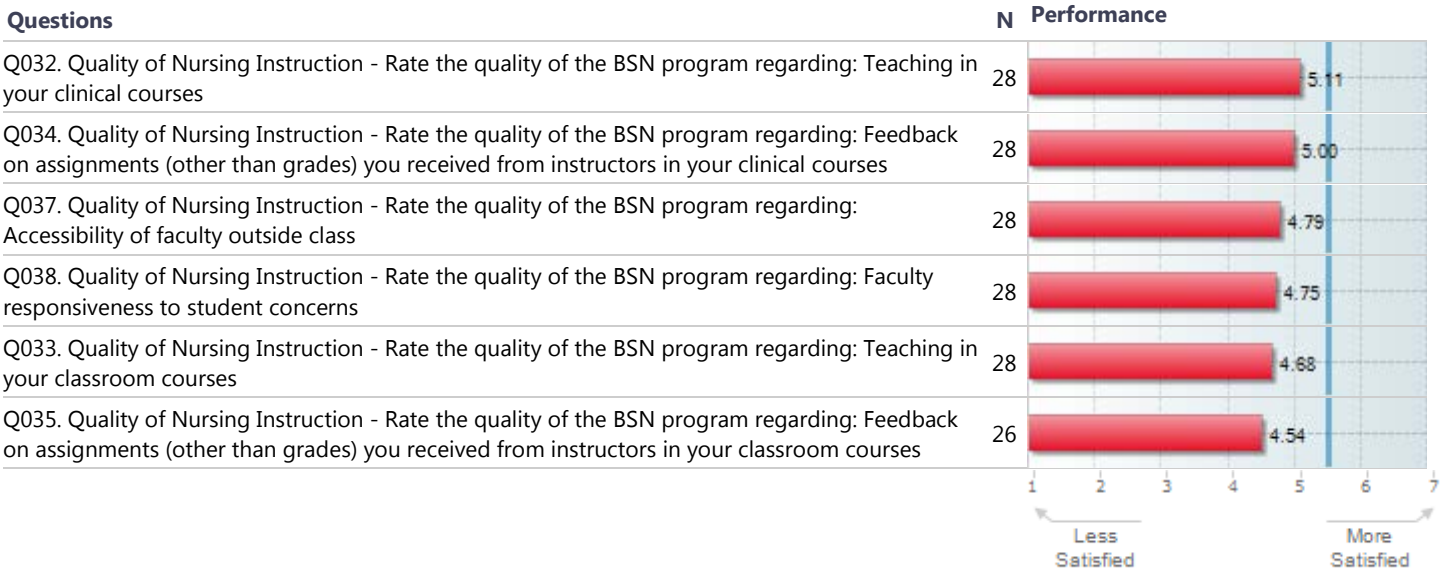 Questions N Performance
Q032. Quality of Nursing Instruction - Rate the quality of the BSN program regarding: Teaching in
your clinical courses
28
5.11
Q034. Quality of Nursing Instruction - Rate the quality of the BSN program regarding: Feedback
on assignments (other than grades) you received from instructors in your clinical courses
28
5.00
Q037. Quality of Nursing Instruction - Rate the quality of the BSN program regarding:
Accessibility of faculty outside class
28
4.79
Q038. Quality of Nursing Instruction - Rate the quality of the BSN program regarding: Faculty
responsiveness to student concerns
28
4.75
Q033. Quality of Nursing Instruction - Rate the quality of the BSN program regarding: Teaching in
your classroom courses
28
4.68
Q035. Quality of Nursing Instruction - Rate the quality of the BSN program regarding: Feedback
on assignments (other than grades) you received from instructors in your classroom courses
26
4.54
1 2 3 4 5 6 7
Less
Satisfied
More
Satisfied